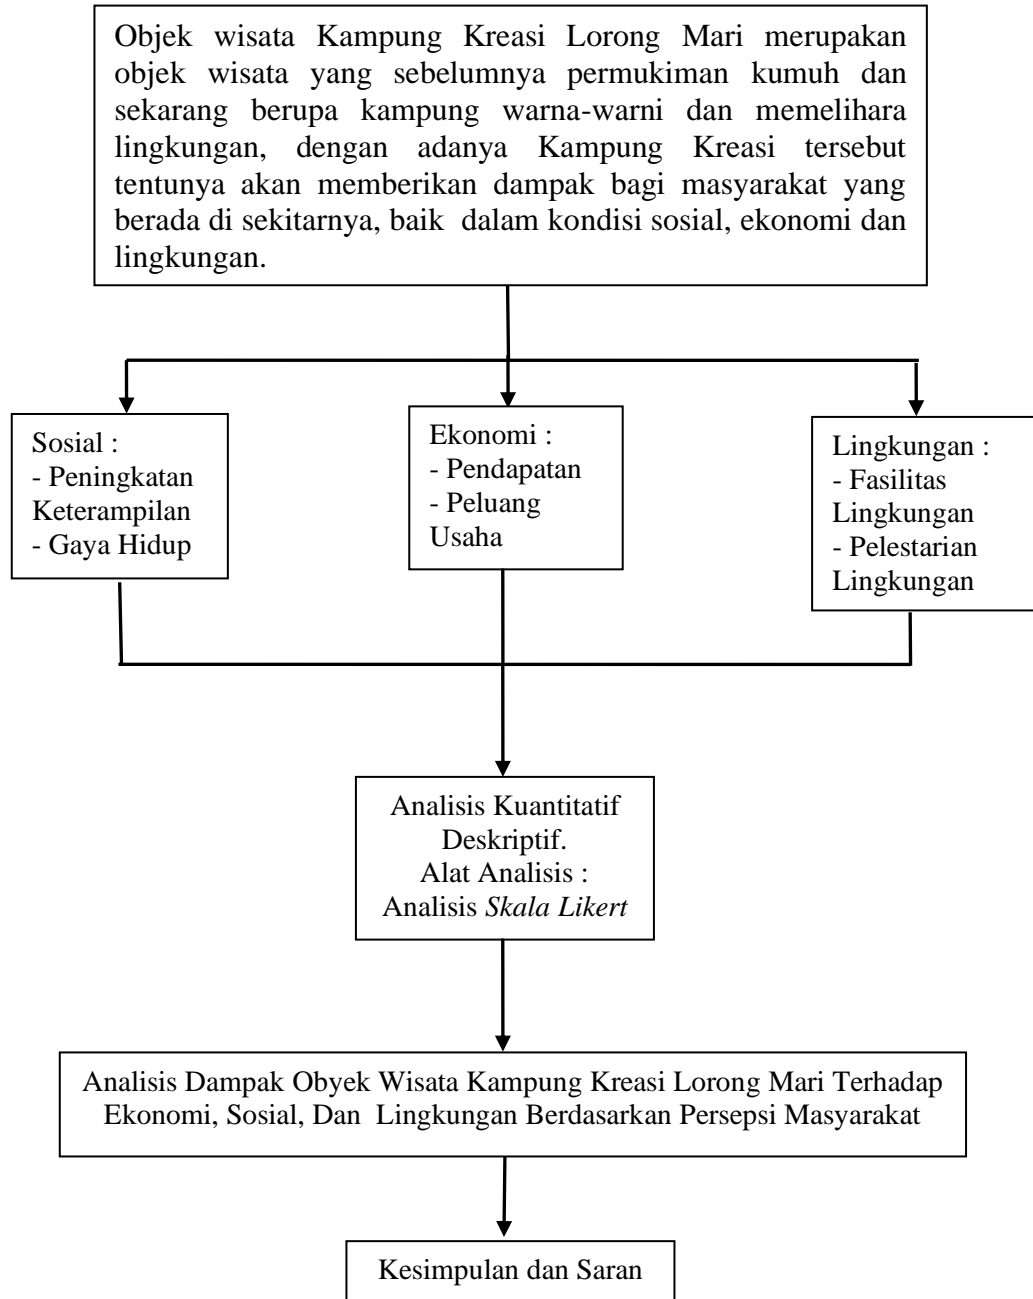 Objek wisata Kampung Kreasi Lorong Mari merupakan
objek wisata yang sebelumnya permukiman kumuh dan
sekarang berupa kampung warna-warni dan memelihara
lingkungan, dengan adanya Kampung Kreasi tersebut
tentunya akan memberikan dampak bagi masyarakat yang
berada di sekitarnya, baik dalam kondisi sosial, ekonomi dan
lingkungan.
Sosial :
- Peningkatan
Keterampilan
- Gaya Hidup
Ekonomi :
- Pendapatan
- Peluang
Usaha
Lingkungan :
- Fasilitas
Lingkungan
- Pelestarian
Lingkungan
Analisis Kuantitatif
Deskriptif.
Alat Analisis :
Analisis Skala Likert
Analisis Dampak Obyek Wisata Kampung Kreasi Lorong Mari Terhadap
Ekonomi, Sosial, Dan Lingkungan Berdasarkan Persepsi Masyarakat
Kesimpulan dan Saran